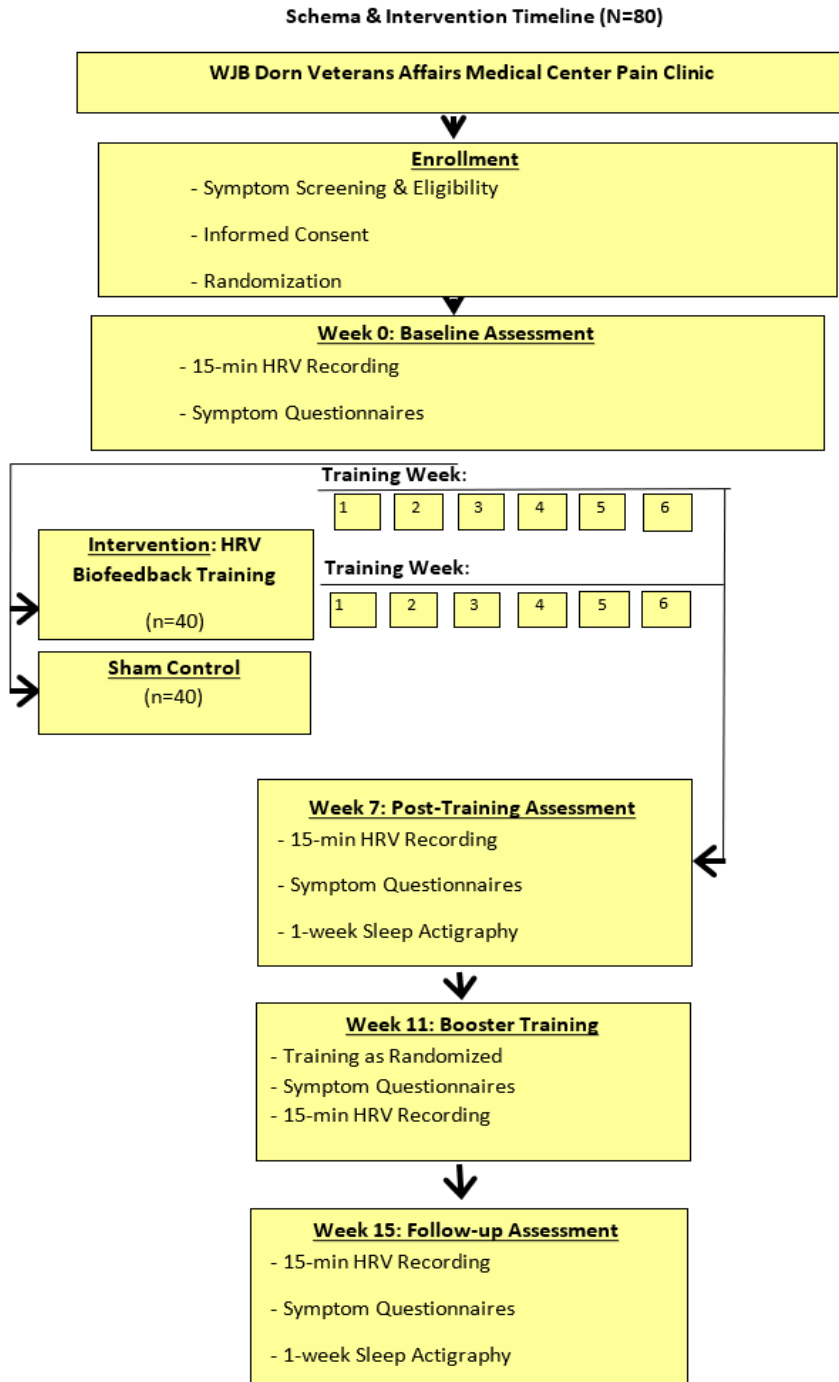 Schema & Intervention Timeline (N=80)
WJB Dorn Veterans Affairs Medical Center Pain Clinic
Enrollment
- Symptom Screening & Eligibility
- Informed Consent
- Randomization
Week 0: Baseline Assessment
- 15-min HRV Recording
- Symptom Questionnaires
Training Week:
1 2 3 4 5 6
Intervention: HRV
Biofeedback Training
(n=40)
Training Week:
1 2 3 4 5 6
Sham Control
(n=40)
Week 7: Post-Training Assessment
- 15-min HRV Recording
- Symptom Questionnaires
- 1-week Sleep Actigraphy
Week 11: Booster Training
- Training as Randomized
- Symptom Questionnaires
- 15-min HRV Recording
Week 15: Follow-up Assessment
- 15-min HRV Recording
- Symptom Questionnaires
- 1-week Sleep Actigraphy